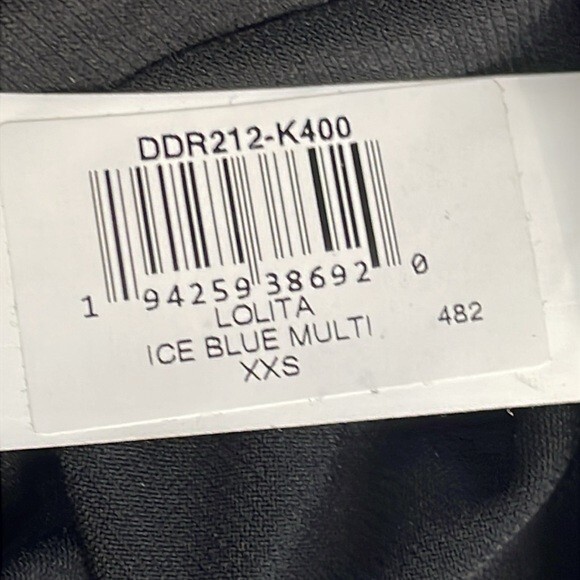 DDR212-K400
1 94259 38692 0
LOLITA
ICE BLUE MULTI 482
XXS